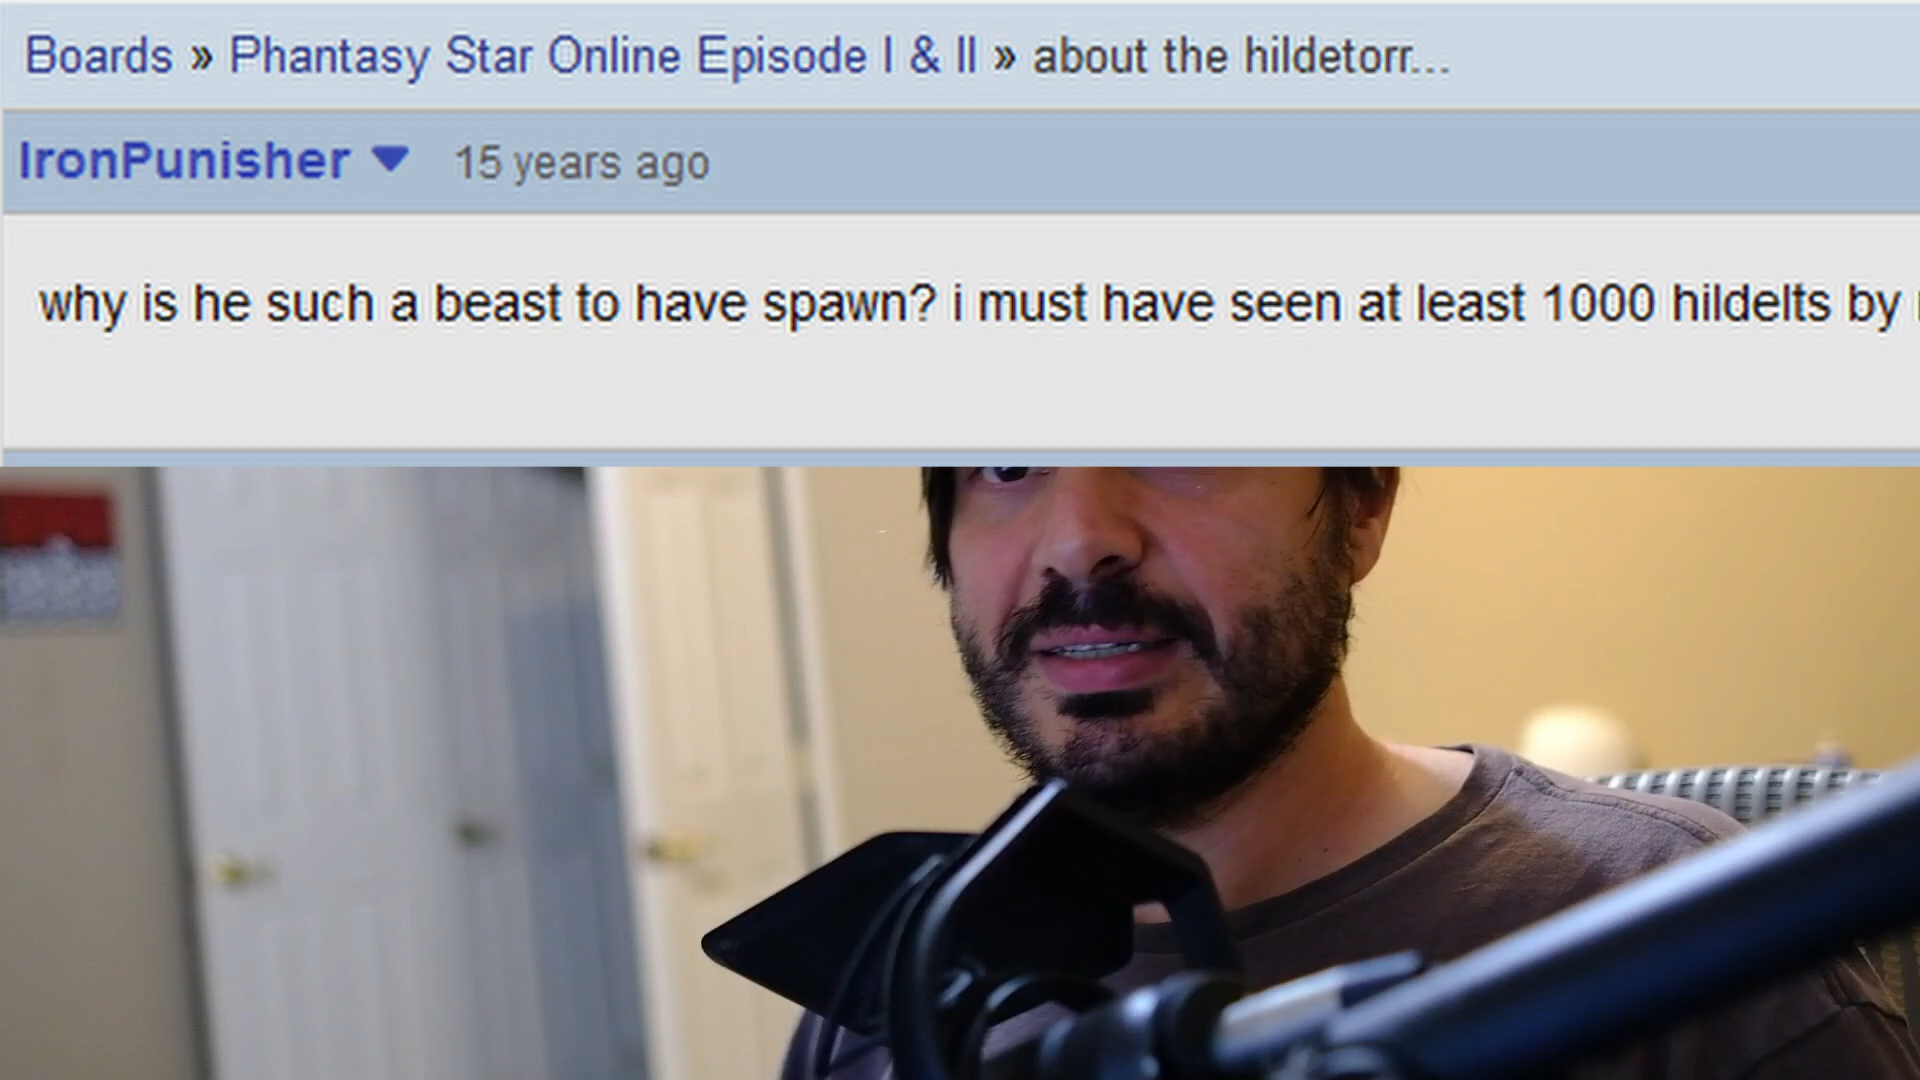 Boards » Phantasy Star Online Episode I & II » about the hildetorr...
IronPunisher 15 years ago
why is he such a beast to have spawn? i must have seen at least 1000 hildelts by